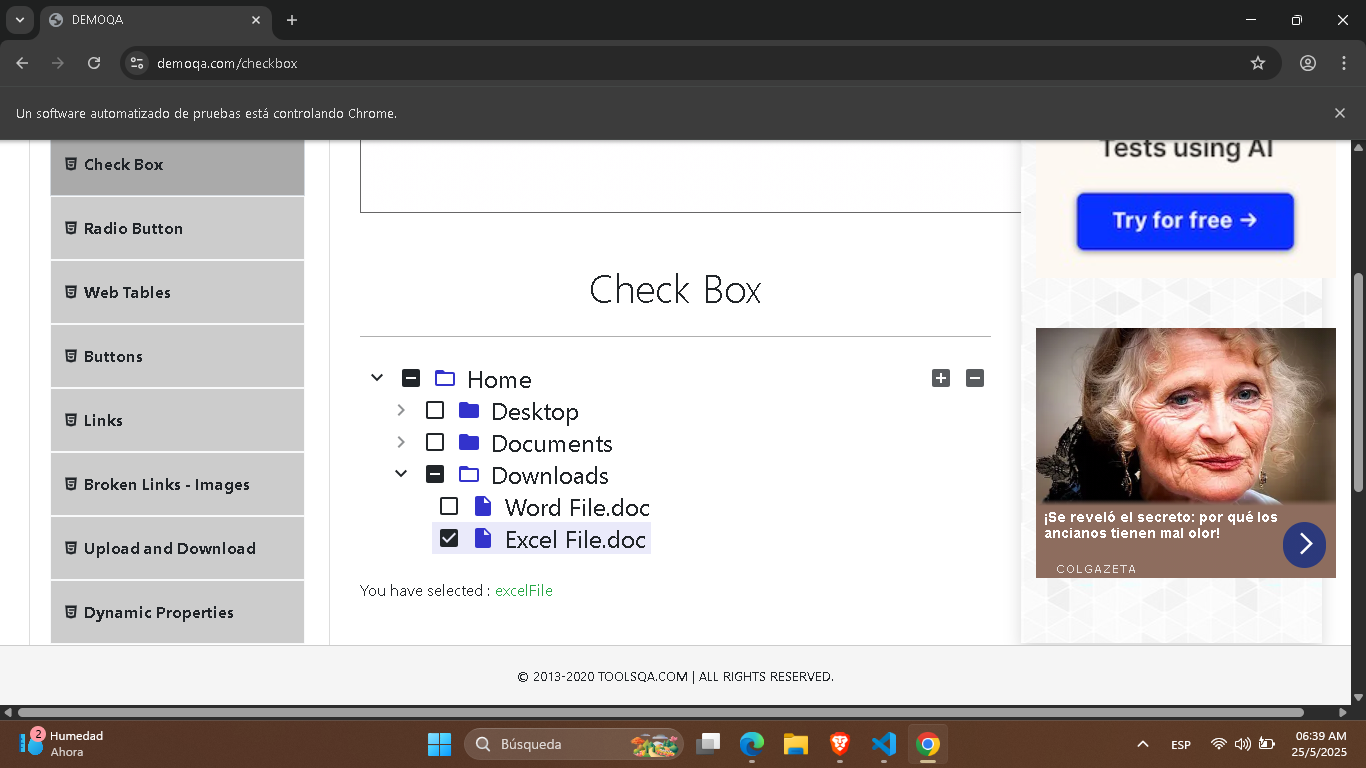 DEMOQA
demoqa.com/checkbox
Un software automatizado de pruebas está controlando Chrome.
Check Box
Radio Button
Web Tables
Buttons
Links
Broken Links - Images
Upload and Download
Dynamic Properties
Check Box
Home
Desktop
Documents
Downloads
Word File.doc
Excel File.doc
You have selected : excelFile
Tests using AI
Try for free →
¡Se reveló el secreto: por qué los
ancianos tienen mal olor!
COLGAZETA
© 2013-2020 TOOLSQA.COM | ALL RIGHTS RESERVED.
2
Humedad
Ahora
Búsqueda
ESP
06:39 AM
25/5/2025